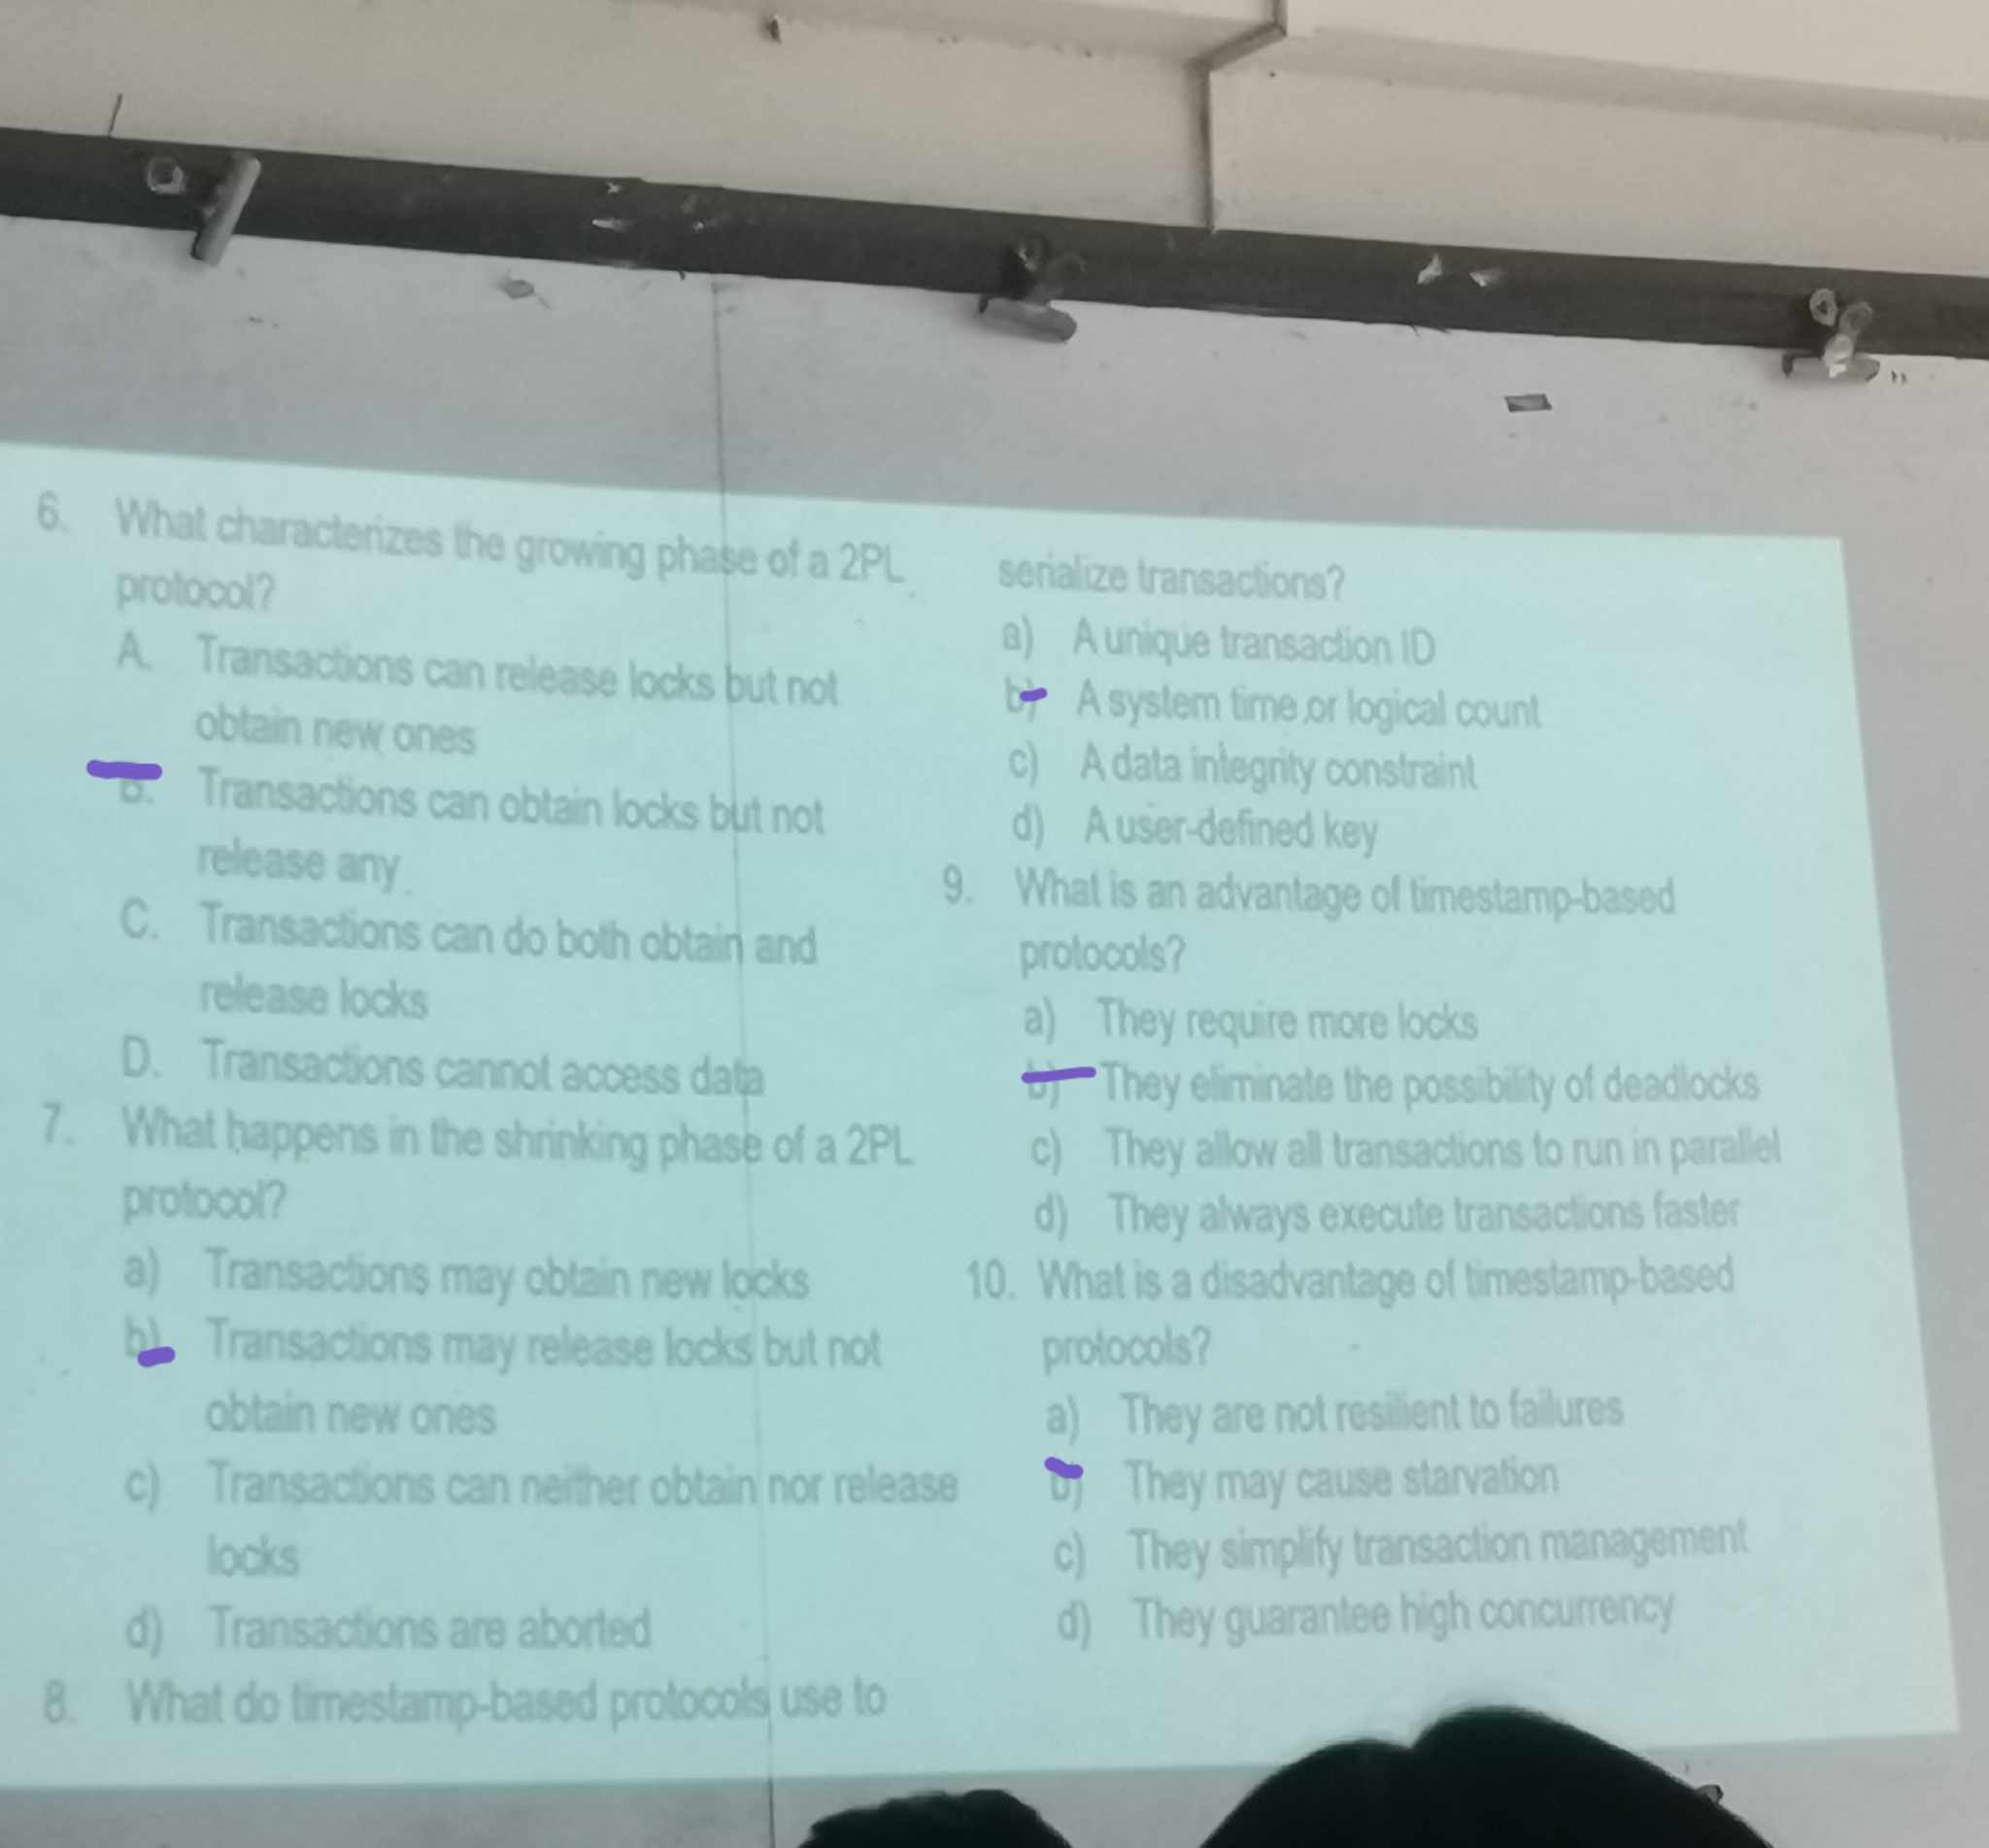 6. What characterizes the growing phase of a 2PL
protocol?
A. Transactions can release locks but not
obtain new ones
B. Transactions can obtain locks but not
release any
C. Transactions can do both obtain and
release locks
D. Transactions cannot access data
7. What happens in the shrinking phase of a 2PL
protocol?
a) Transactions may obtain new locks
b) Transactions may release locks but not
obtain new ones
c) Transactions can neither obtain nor release
locks
d) Transactions are aborted
8. What do timestamp-based protocols use to
serialize transactions?
a) A unique transaction ID
b) A system time or logical count
c) A data integrity constraint
d) A user-defined key
9. What is an advantage of timestamp-based
protocols?
a) They require more locks
b) They eliminate the possibility of deadlocks
c) They allow all transactions to run in parallel
d) They always execute transactions faster
10. What is a disadvantage of timestamp-based
protocols?
a) They are not resilient to failures
b) They may cause starvation
c) They simplify transaction management
d) They guarantee high concurrency